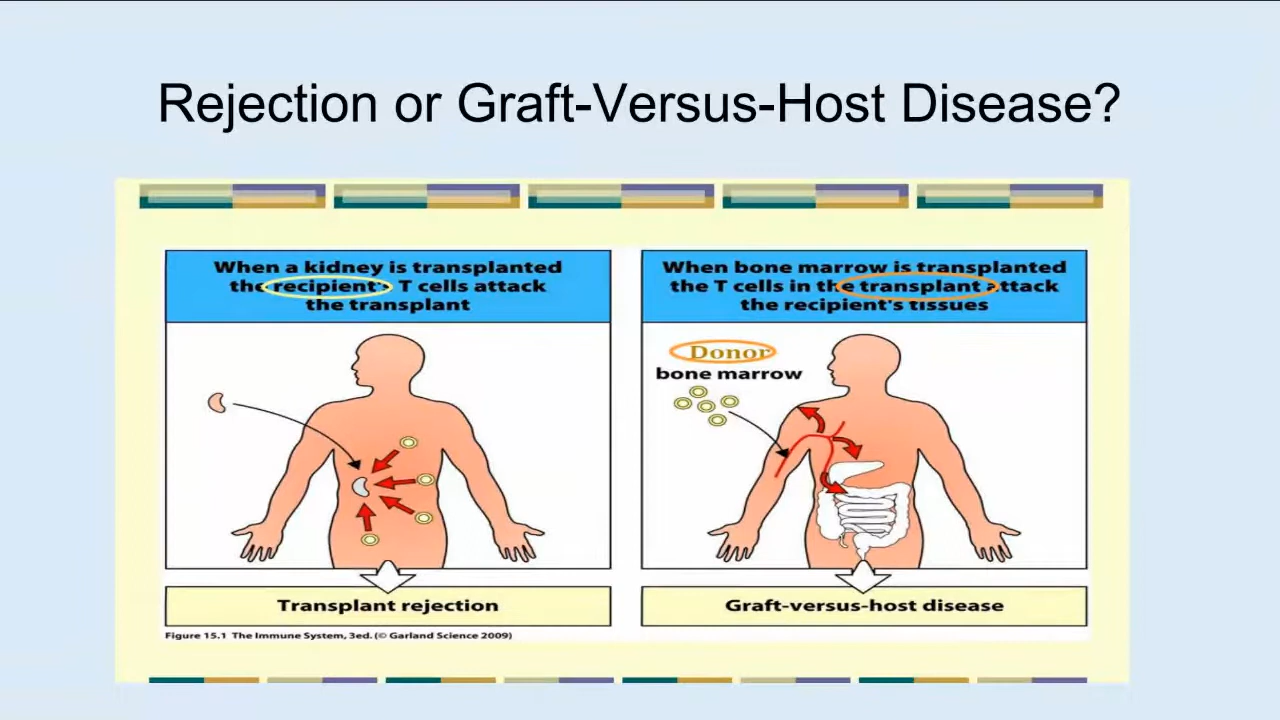 Rejection or Graft-Versus-Host Disease?
When a kidney is transplanted
the recipient's T cells attack
the transplant
When bone marrow is transplanted
the T cells in the transplant attack
the recipient's tissues
Donor
bone marrow
Transplant rejection
Graft-versus-host disease
Figure 15.1 The Immune System, 3ed. (© Garland Science 2009)